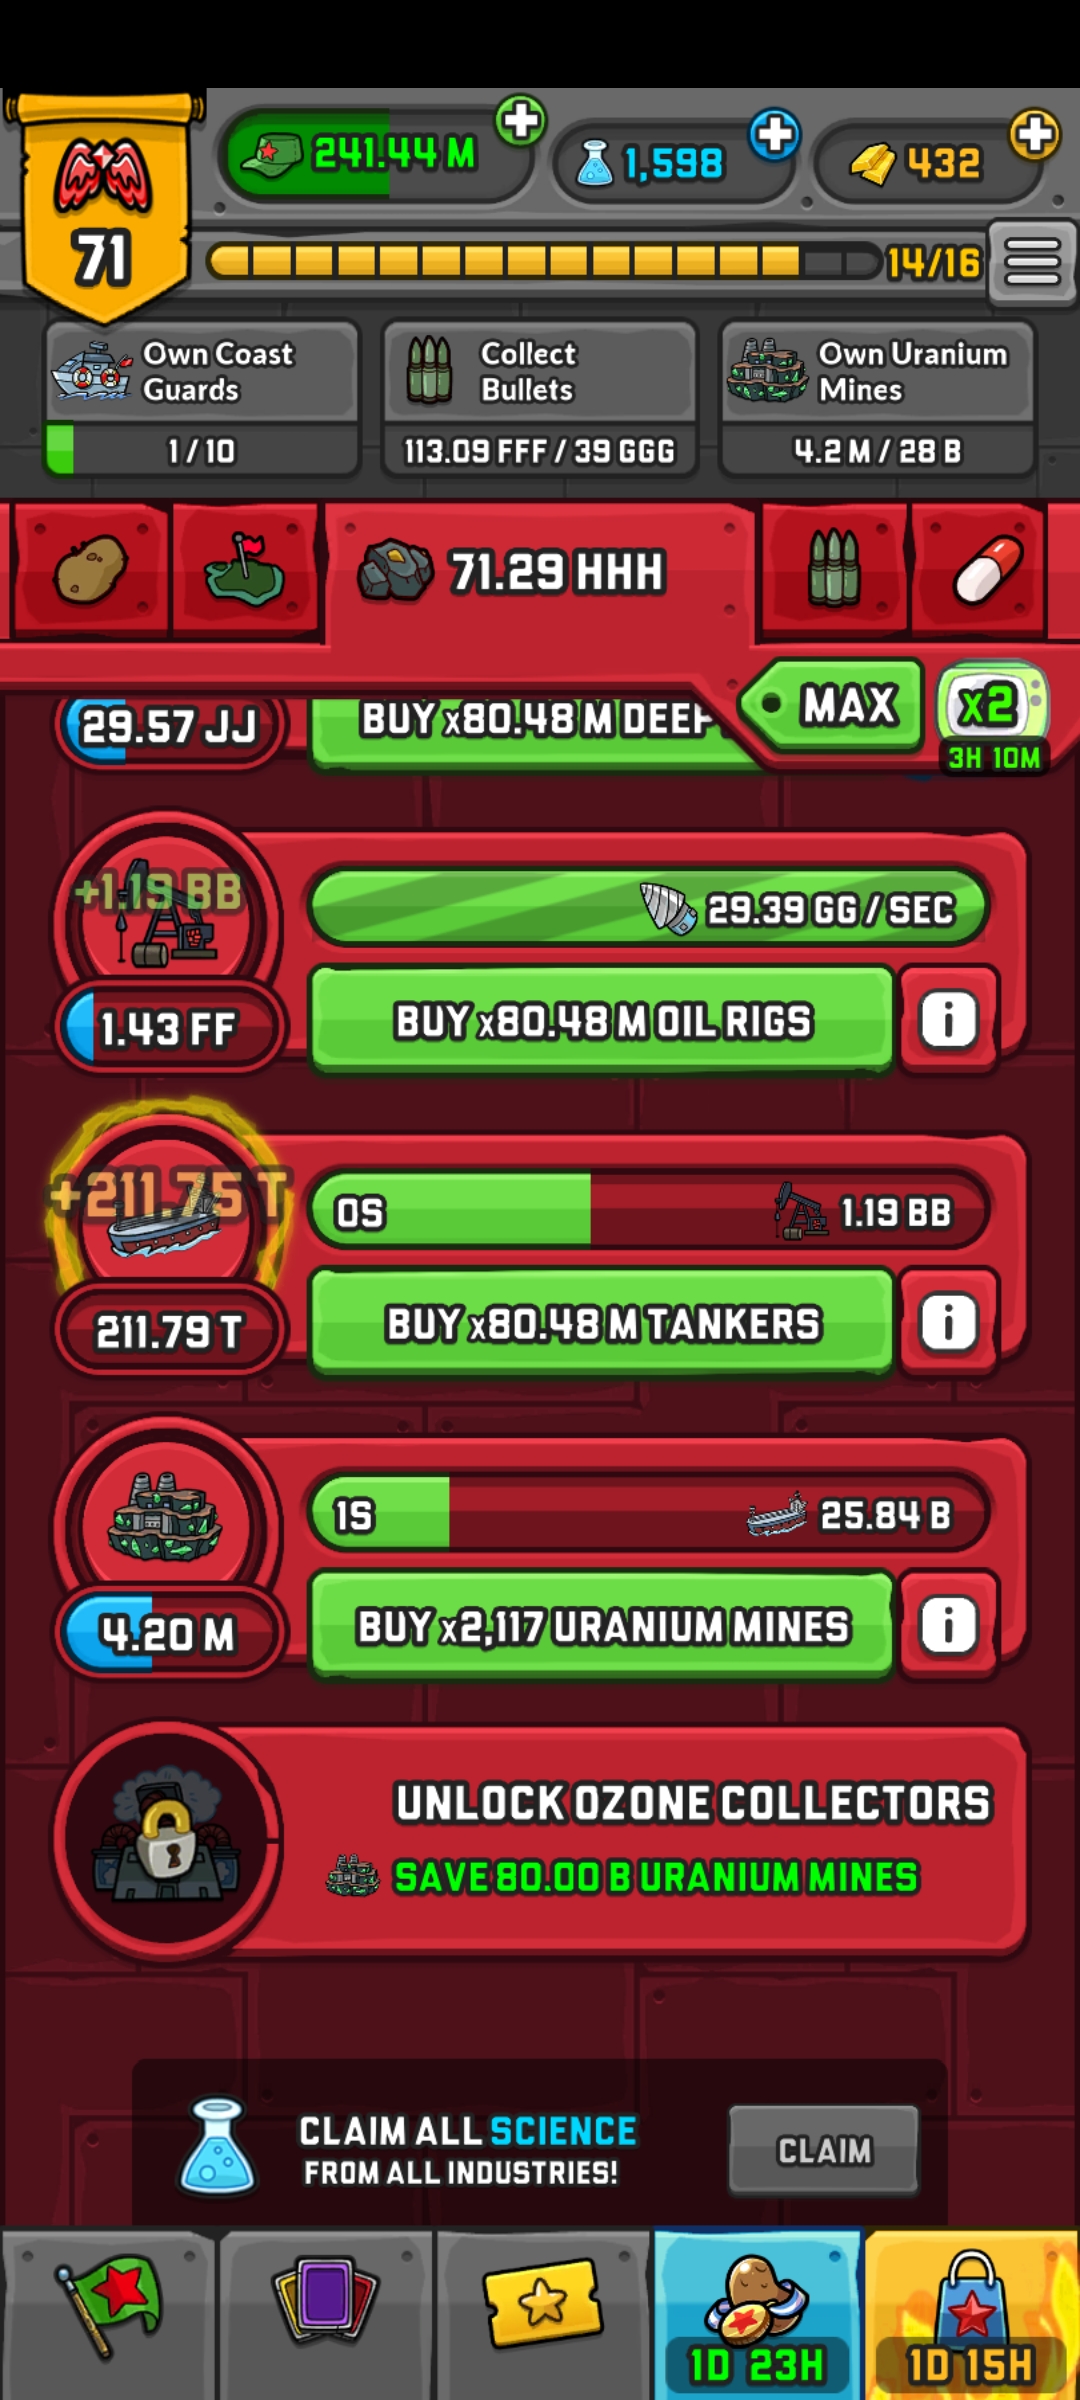 241.44 M
1,598
432
71
14/16
Own Coast
Guards
1 / 10
Collect
Bullets
113.09 FFF / 39 GGG
Own Uranium
Mines
4.2 M / 28 B
71.29 HHH
MAX
x2
3H 10M
29.57 JJ
BUY x80.48 M DEEP
+1.19 BB
29.39 GG / SEC
1.43 FF
BUY x80.48 M OIL RIGS
i
+211.75 T
0S
1.19 BB
211.79 T
BUY x80.48 M TANKERS
i
1S
25.84 B
4.20 M
BUY x2,117 URANIUM MINES
i
UNLOCK OZONE COLLECTORS
SAVE 80.00 B URANIUM MINES
CLAIM ALL SCIENCE
FROM ALL INDUSTRIES!
CLAIM
1D 23H
1D 15H